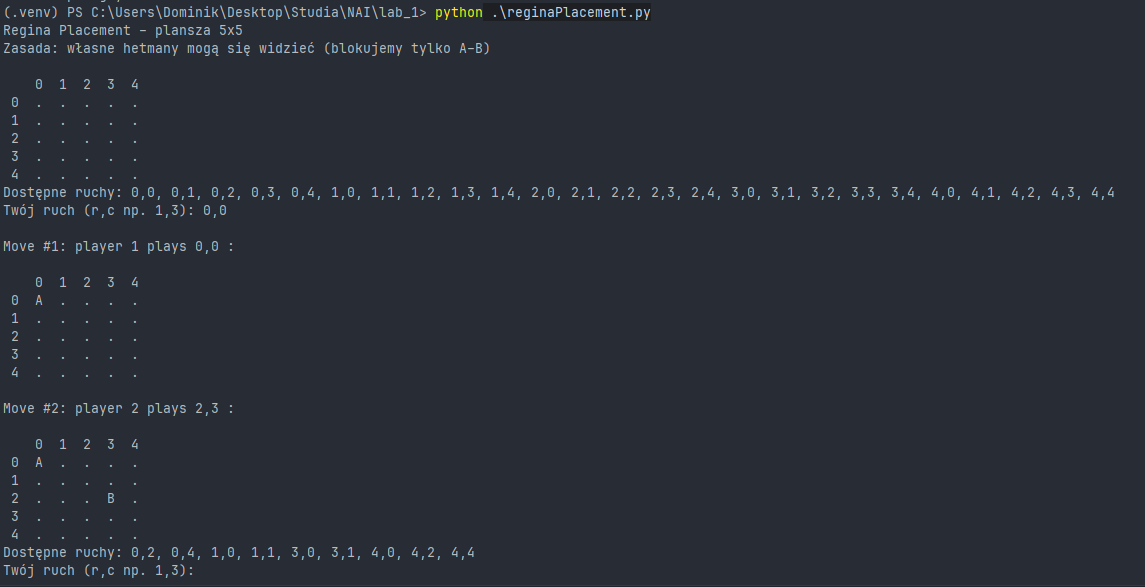 (.venv) PS C:\Users\Dominik\Desktop\Studia\NAI\lab_1> python .\reginaPlacement.py
Regina Placement – plansza 5x5
Zasada: własne hetmany mogą się widzieć (blokujemy tylko A–B)
0 1 2 3 4
0 . . . . .
1 . . . . .
2 . . . . .
3 . . . . .
4 . . . . .
Dostępne ruchy: 0,0, 0,1, 0,2, 0,3, 0,4, 1,0, 1,1, 1,2, 1,3, 1,4, 2,0, 2,1, 2,2, 2,3, 2,4, 3,0, 3,1, 3,2, 3,3, 3,4, 4,0, 4,1, 4,2, 4,3, 4,4
Twój ruch (r,c np. 1,3): 0,0
Move #1: player 1 plays 0,0 :
0 1 2 3 4
0 A . . . .
1 . . . . .
2 . . . . .
3 . . . . .
4 . . . . .
Move #2: player 2 plays 2,3 :
0 1 2 3 4
0 A . . . .
1 . . . . .
2 . . . B .
3 . . . . .
4 . . . . .
Dostępne ruchy: 0,2, 0,4, 1,0, 1,1, 3,0, 3,1, 4,0, 4,2, 4,4
Twój ruch (r,c np. 1,3):